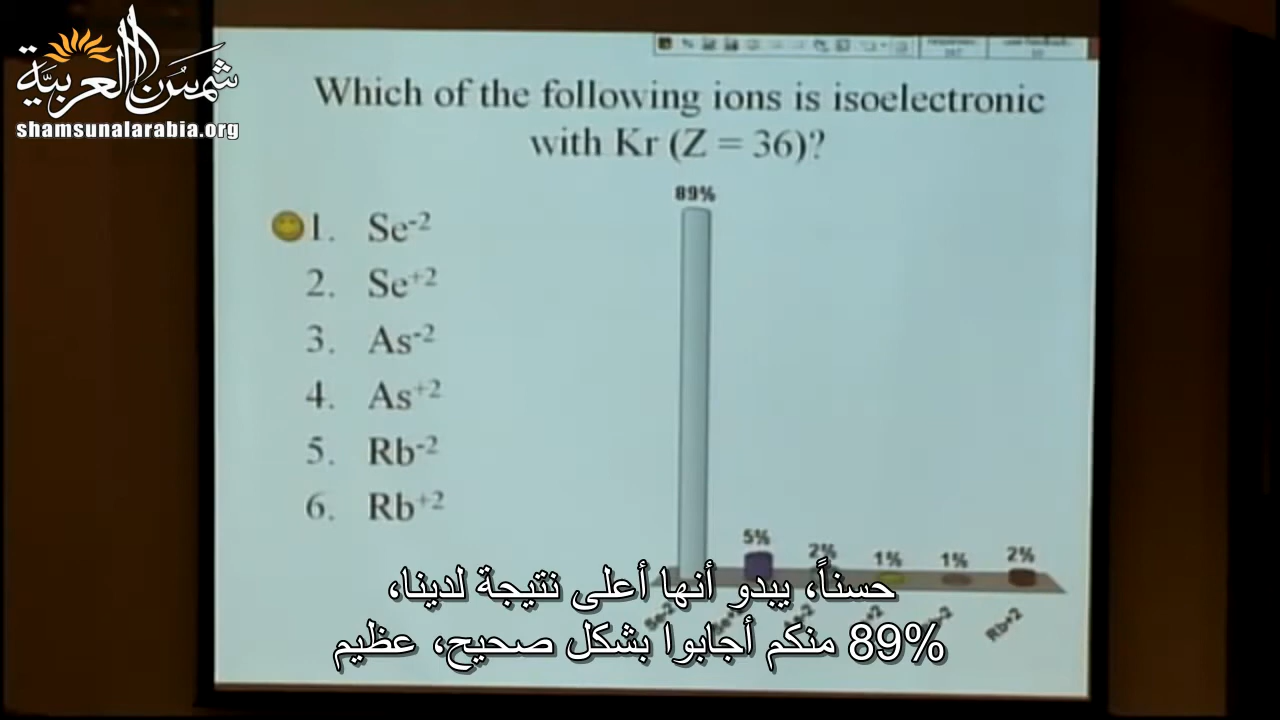 شمس العربية
shamsunalarabia.org
Which of the following ions is isoelectronic
with Kr (Z = 36)?
1. Se-2
2. Se+2
3. As-2
4. As+2
5. Rb-2
6. Rb+2
89%
5%
2%
1%
1%
2%
Rb+2
حسناً، يبدو أنها أعلى نتيجة لدينا،
89% منكم أجابوا بشكل صحيح، عظيم